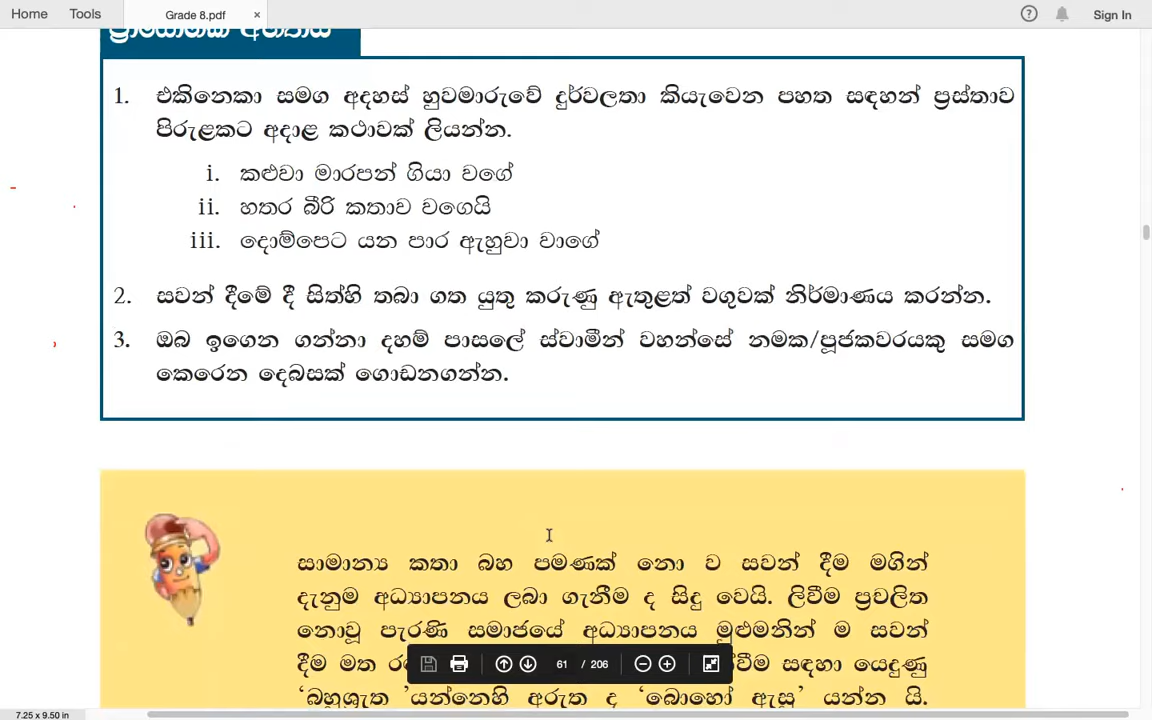 Home Tools Grade 8.pdf × Sign In
1. එකිනෙකා සමග අදහස් හුවමාරුවේ දුර්වලතා කියැවෙන පහත සඳහන් ප්‍රස්තාව
පිරුළකට අදාළ කථාවක් ලියන්න.
i. කළුවා මාරපන් ගියා වගේ
ii. හතර බීරි කතාව වගෙයි
iii. දොම්පෙට යන පාර ඇහුවා වාගේ
2. සවන් දීමේ දී සිත්හි තබා ගත යුතු කරුණු ඇතුළත් වගුවක් නිර්මාණය කරන්න.
3. ඔබ ඉගෙන ගන්නා දහම් පාසලේ ස්වාමීන් වහන්සේ නමක/පූජකවරයකු සමග
කෙරෙන දෙබසක් ගොඩනගන්න.
සාමාන්‍ය කතා බහ පමණක් නො ව සවන් දීම මගින්
දැනුම අධ්‍යාපනය ලබා ගැනීම ද සිදු වෙයි. ලිවීම ප්‍රචලිත
නොවූ පැරණි සමාජයේ අධ්‍යාපනය මුළුමනින් ම සවන්
දීම මත සඳහා යෙදුණු
61 / 206
‘බහුශ්‍රැත ’යන්නෙහි අරුත ද ‘බොහෝ ඇසූ’ යන්න යි.
7.25 x 9.50 in